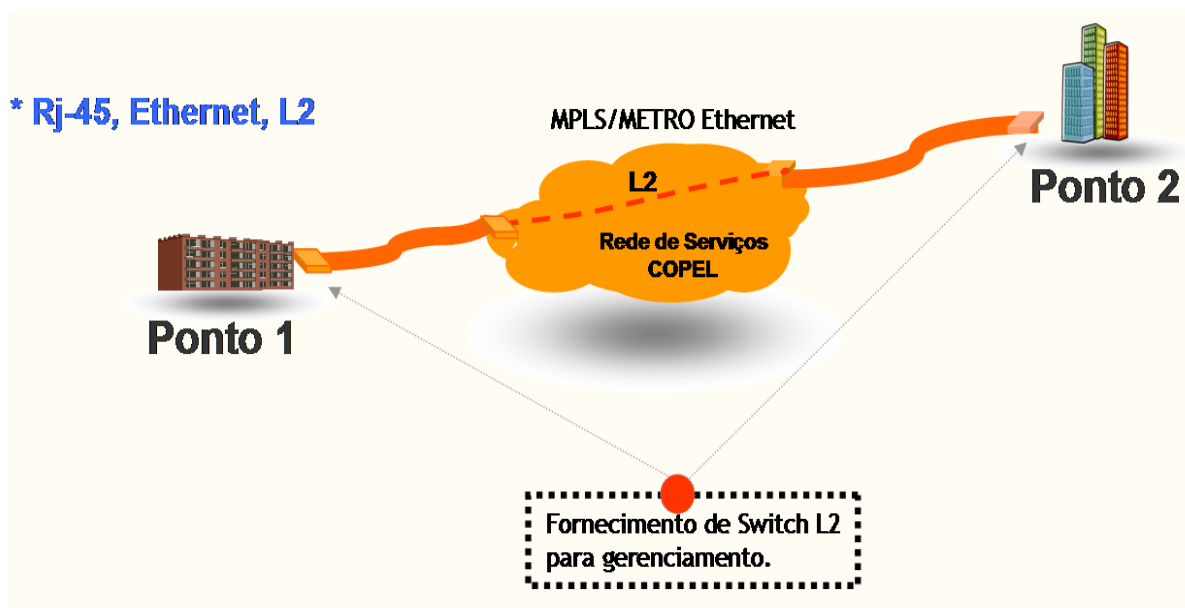 * Rj-45, Ethernet, L2
MPLS/METRO Ethernet
L2
Rede de Serviços
COPEL
Ponto 2
Ponto 1
Fornecimento de Switch L2
para gerenciamento.